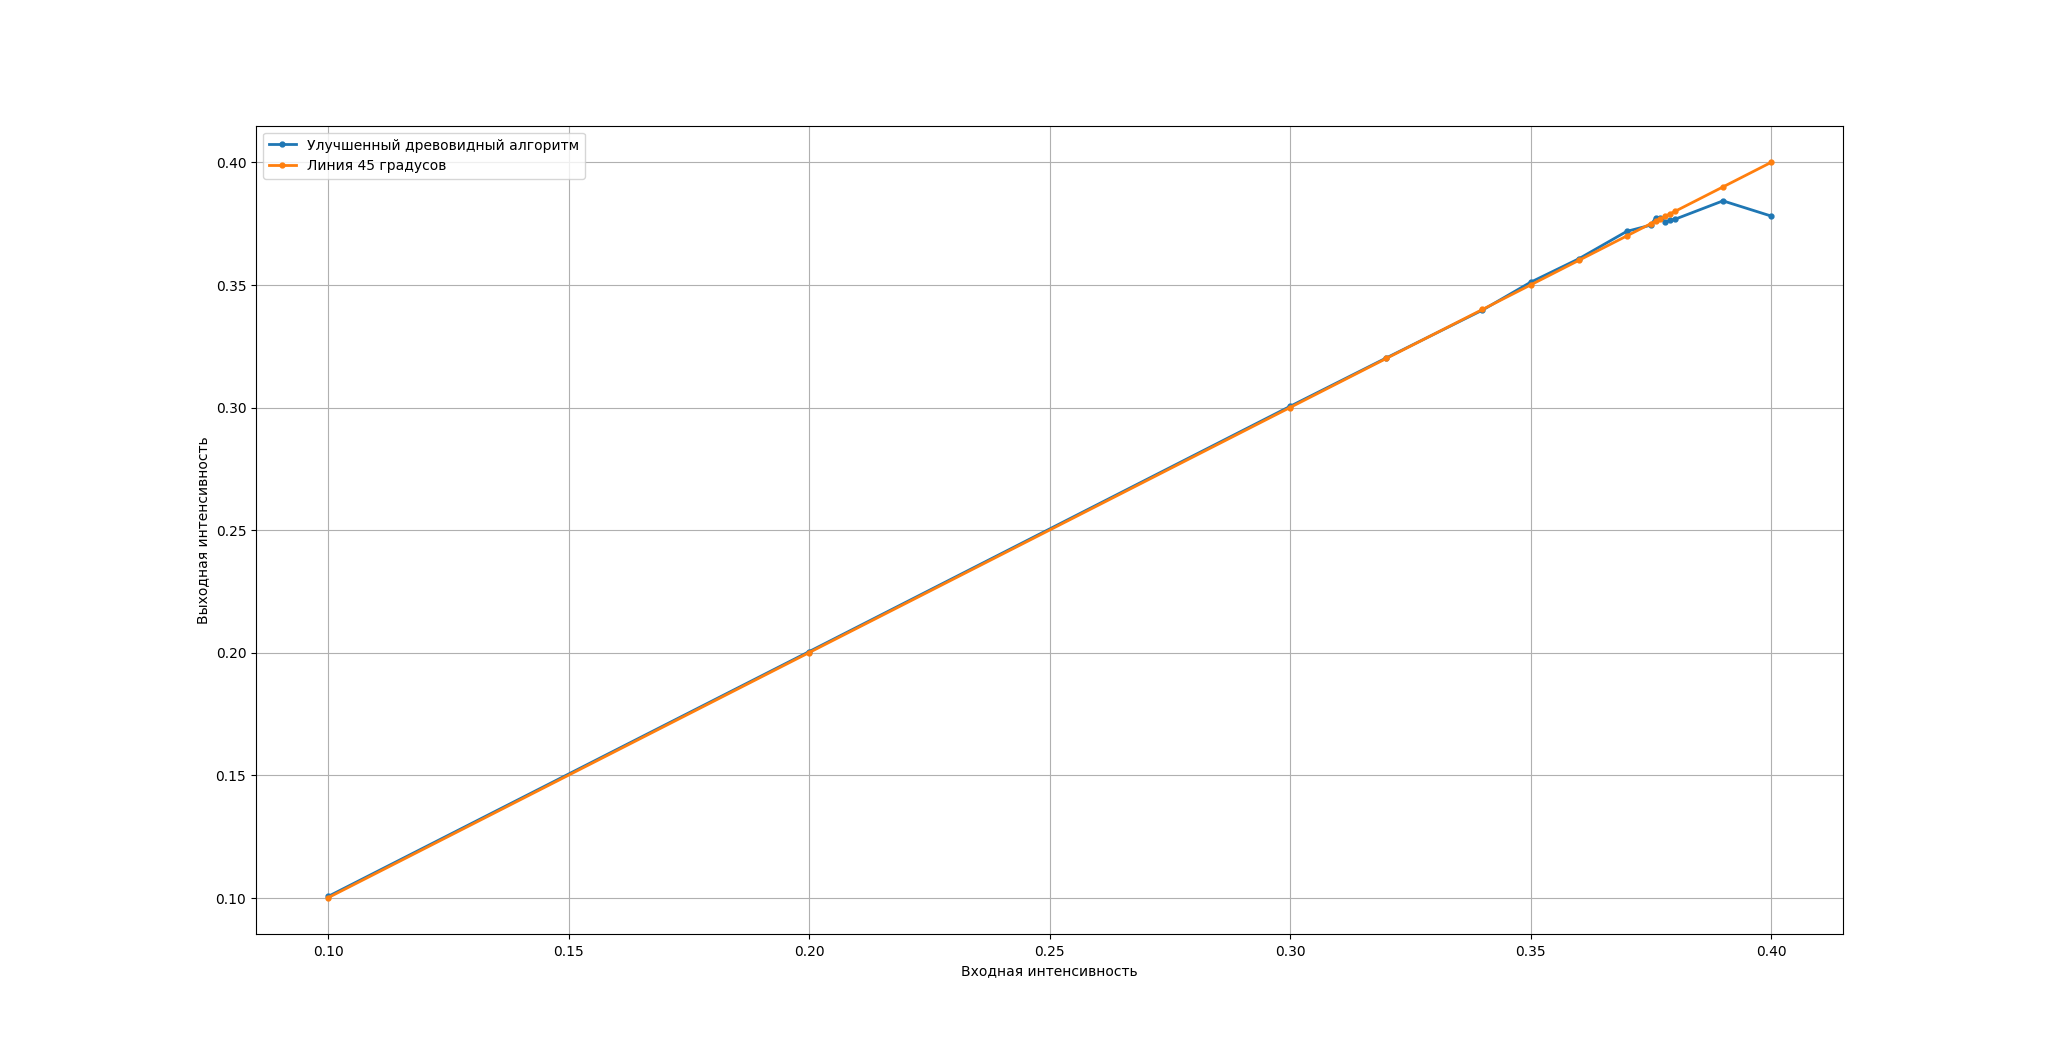 Улучшенный древовидный алгоритм
Линия 45 градусов
0.40
0.35
0.30
0.25
0.20
0.15
0.10
Выходная интенсивность
0.10 0.15 0.20 0.25 0.30 0.35 0.40
Входная интенсивность